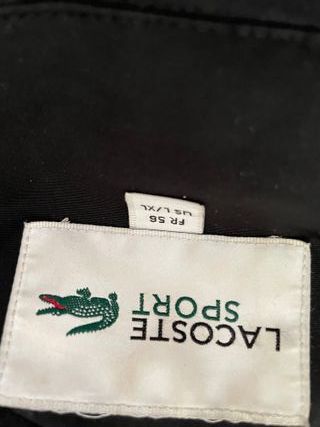 LACOSTE
SPORT
FR 56
US L/XL